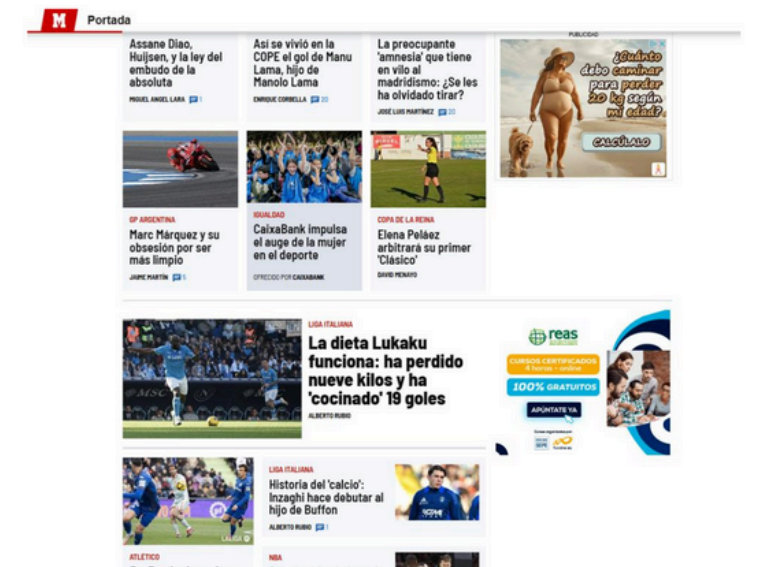 M
Portada
Assane Diao,
Huijsen, y la ley del
embudo de la
absoluta
MIGUEL ANGEL LARA 1
Así se vivió en la
COPE el gol de Manu
Lama, hijo de
Manolo Lama
ENRIQUE CORBELLA 20
La preocupante
'amnesia' que tiene
en vilo al
madridismo: ¿Se les
ha olvidado tirar?
JOSÉ LUIS MARTÍNEZ 20
PUBLICIDAD
¿Cuánto
debo caminar
para perder
20 kg según
mi edad?
CALCÚLALO
GP ARGENTINA
Marc Márquez y su
obsesión por ser
más limpio
JAIME MARTÍN 5
IGUALDAD
CaixaBank impulsa
el auge de la mujer
en el deporte
OFRECIDO POR CAIXABANK
COPA DE LA REINA
Elena Peláez
arbitrará su primer
'Clásico'
DAVID MENAYO
LIGA ITALIANA
La dieta Lukaku
funciona: ha perdido
nueve kilos y ha
'cocinado' 19 goles
ALBERTO RUBIO
reas
CURSOS CERTIFICADOS
4 horas - online
100% GRATUITOS
APÚNTATE YA
LIGA ITALIANA
Historia del 'calcio':
Inzaghi hace debutar al
hijo de Buffon
ALBERTO RUBIO 1
LALIGA
ATLÉTICO
NBA